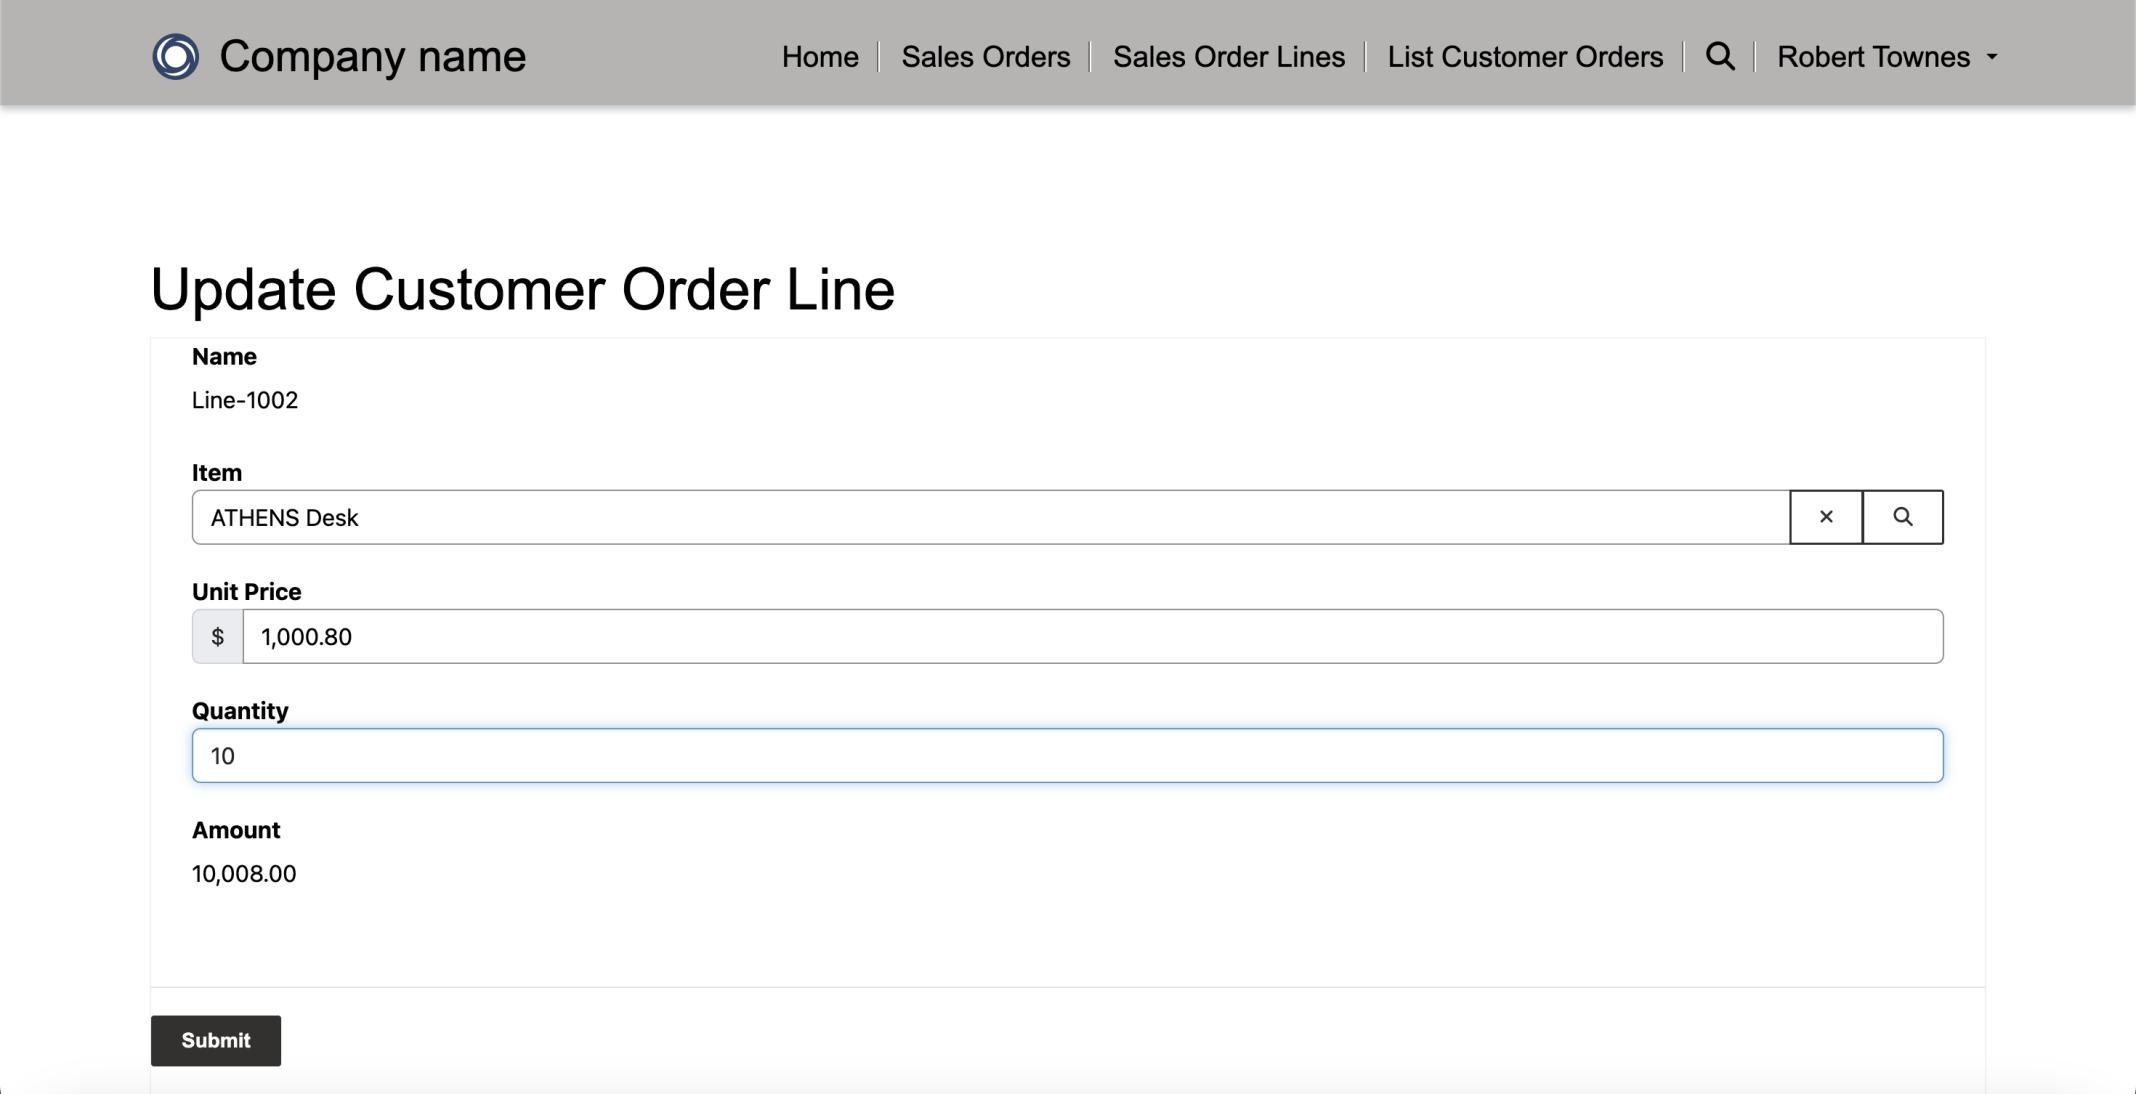 Company name Home Sales Orders Sales Order Lines List Customer Orders Robert Townes
Update Customer Order Line
Name
Line-1002
Item
ATHENS Desk
Unit Price
$ 1,000.80
Quantity
10
Amount
10,008.00
Submit